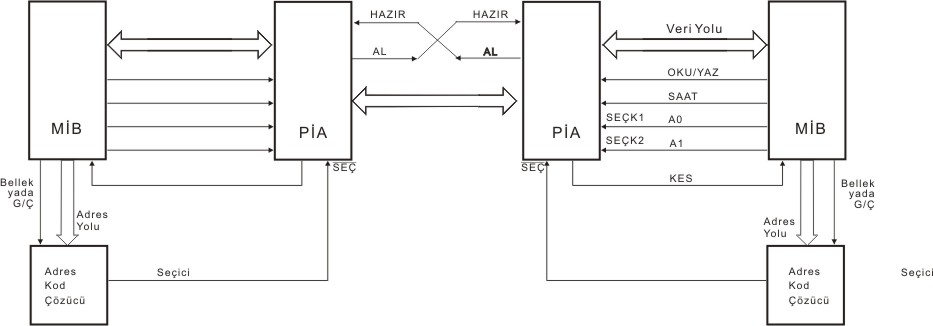 HAZIR
HAZIR
Veri Yolu
AL
AL
OKU/YAZ
SAAT
SEÇK1
A0
MİB
PİA
PİA
MİB
SEÇK2
A1
SEÇ
SEÇ
KES
Bellek
yada
G/Ç
Bellek
yada
G/Ç
Adres
Yolu
Adres
Yolu
Adres
Kod
Çözücü
Seçici
Adres
Kod
Çözücü
Seçici